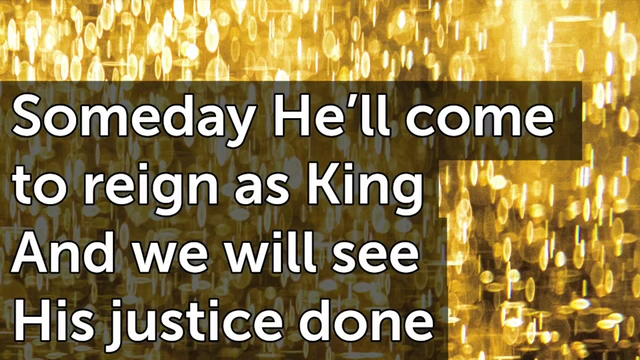 Someday He’ll come
to reign as King
And we will see
His justice done